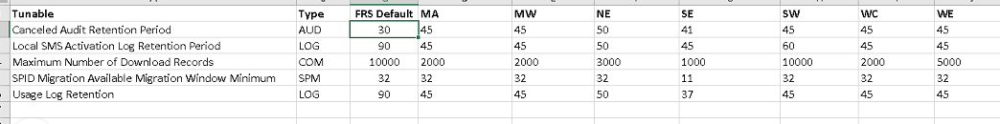 Tunable Type FRS Default MA MW NE SE SW WC WE
Canceled Audit Retention Period AUD 30 45 45 50 41 45 45 45
Local SMS Activation Log Retention Period LOG 90 45 45 50 45 60 45 45
Maximum Number of Download Records COM 10000 2000 2000 3000 1000 10000 2000 5000
SPID Migration Available Migration Window Minimum SPM 32 32 32 32 11 32 32 32
Usage Log Retention LOG 90 45 45 50 37 45 45 45